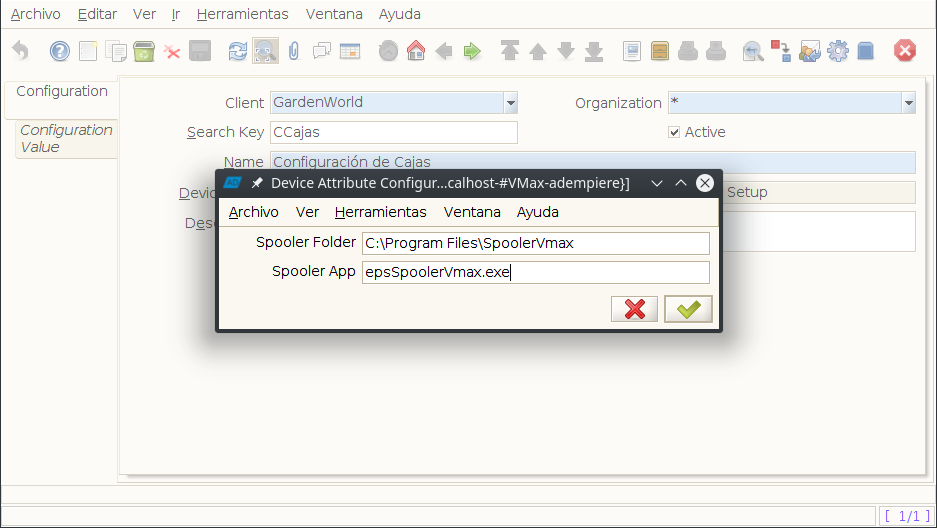 Archivo Editar Ver Ir Herramientas Ventana Ayuda
Configuration
Configuration
Value
Client GardenWorld Organization *
Search Key CCajas Active
Name Configuración de Cajas
Devic Setup
Des
Device Attribute Configur...calhost-#VMax-adempiere}]
Archivo Ver Herramientas Ventana Ayuda
Spooler Folder C:\Program Files\SpoolerVmax
Spooler App epsSpoolerVmax.exe
[ 1/1 ]